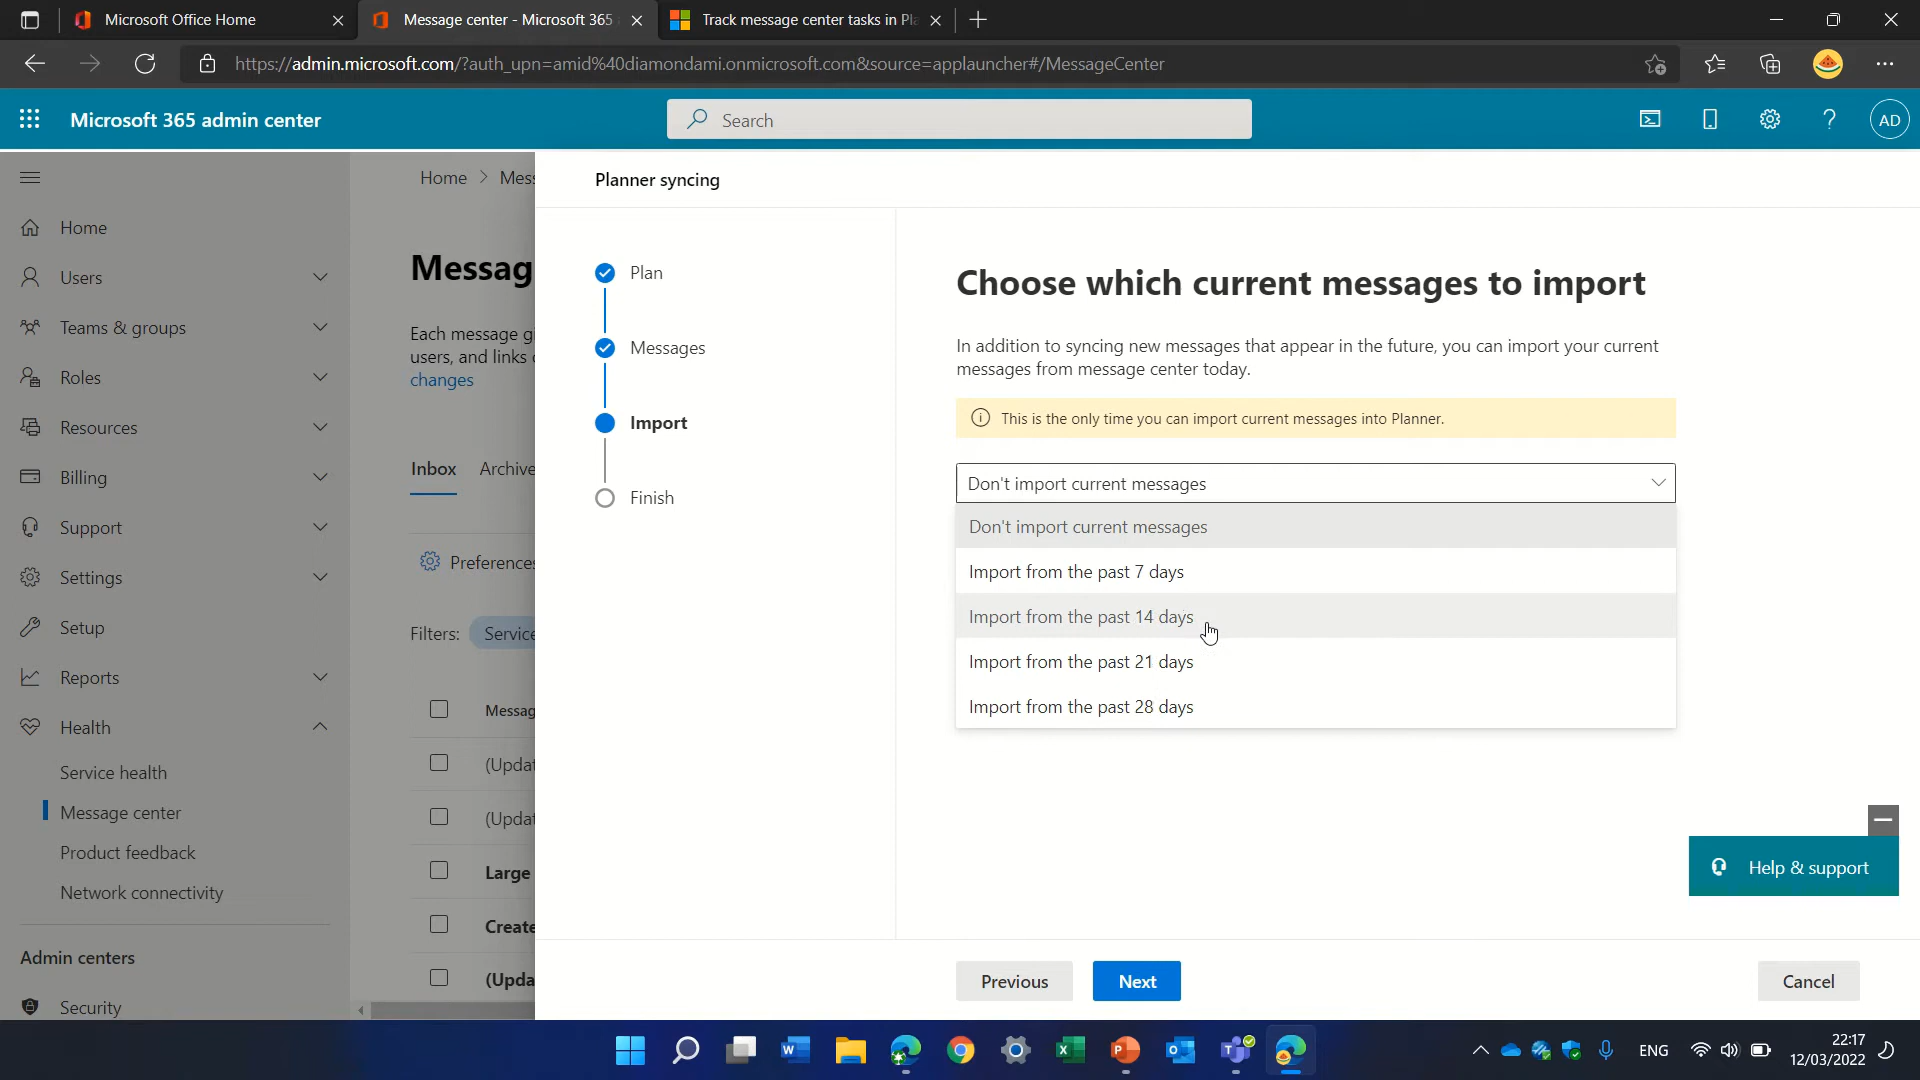 Microsoft Office Home
Message center - Microsoft 365
Track message center tasks in Pla
https://admin.microsoft.com/?auth_upn=amid%40diamondami.onmicrosoft.com&source=applauncher#/MessageCenter
Microsoft 365 admin center
Search
AD
Home
Users
Teams & groups
Roles
Resources
Billing
Support
Settings
Setup
Reports
Health
Service health
Message center
Product feedback
Network connectivity
Admin centers
Security
Home > Mess
Messag
Each message gi
users, and links
changes
Inbox Archive
Preferences
Filters: Service
Messag
(Updat
(Updat
Large
Create
(Upda
Planner syncing
Plan
Messages
Import
Finish
Choose which current messages to import
In addition to syncing new messages that appear in the future, you can import your current
messages from message center today.
This is the only time you can import current messages into Planner.
Don't import current messages
Don't import current messages
Import from the past 7 days
Import from the past 14 days
Import from the past 21 days
Import from the past 28 days
Help & support
Previous
Next
Cancel
ENG
22:17
12/03/2022